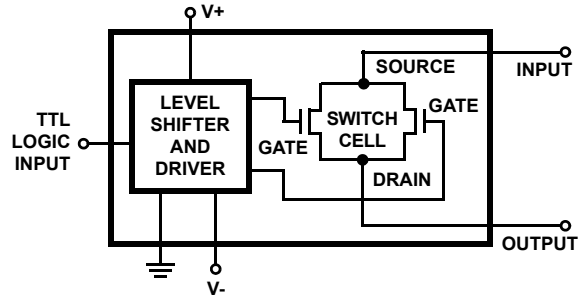 V+
SOURCE
INPUT
LEVEL
SHIFTER
AND
DRIVER
TTL
LOGIC
INPUT
GATE
SWITCH
CELL
GATE
DRAIN
OUTPUT
V-